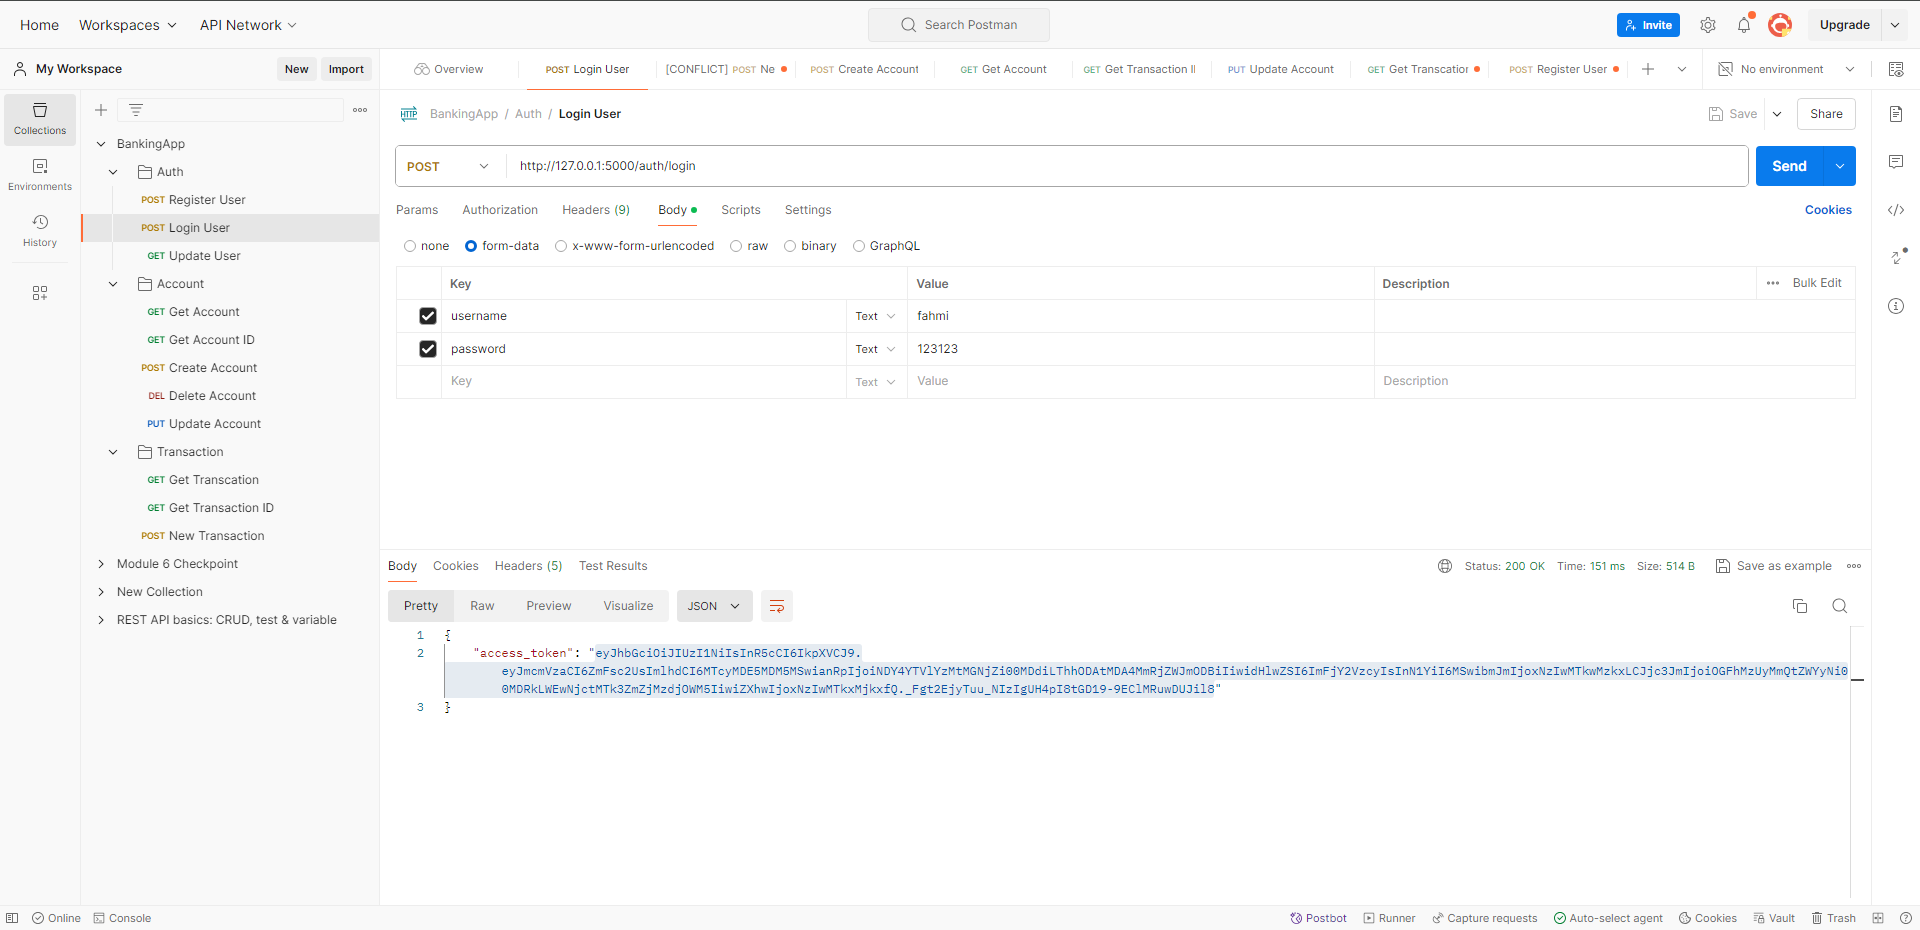 Home Workspaces API Network Search Postman Invite Upgrade
My Workspace New Import Overview POST Login User [CONFLICT] POST Ne POST Create Account GET Get Account GET Get Transaction I PUT Update Account GET Get Transcation POST Register User No environment
Collections
Environments
History
BankingApp
Auth
POST Register User
POST Login User
GET Update User
Account
GET Get Account
GET Get Account ID
POST Create Account
DEL Delete Account
PUT Update Account
Transaction
GET Get Transcation
GET Get Transaction ID
POST New Transaction
Module 6 Checkpoint
New Collection
REST API basics: CRUD, test & variable
HTTP BankingApp / Auth / Login User Save Share
POST http://127.0.0.1:5000/auth/login Send
Params Authorization Headers (9) Body Scripts Settings Cookies
none form-data x-www-form-urlencoded raw binary GraphQL
Key Value Description Bulk Edit
username Text fahmi
password Text 123123
Key Text Value Description
Body Cookies Headers (5) Test Results Status: 200 OK Time: 151 ms Size: 514 B Save as example
Pretty Raw Preview Visualize JSON
1 {
2 "access_token": "eyJhbGciOiJIUzI1NiIsInR5cCI6IkpXVCJ9.
eyJmcmVzaCI6ZmFsc2UsImlhdCI6MTcyMDE5MDM5MSwianRpIjoiNDY4YTVlYzMtMGNjZi00MDdiLThhODAtMDA4MmRjZWJmODBiIiwidHlwZSI6ImFjY2VzcyIsInN1YiI6MSwibmJmIjoxNzIwMTkwMzkxLCJjc3JmIjoiOGFhMzUyMmQtZWYyNi0
0MDRkLWEwNjctMTk3ZmZjMzdjOWM5IiwiZXhwIjoxNzIwMTkxMjkxfQ._Fgt2EjyTuu_NIzIgUH4pI8tGD19-9EClMRuwDUJil8"
3 }
Online Console Postbot Runner Capture requests Auto-select agent Cookies Vault Trash